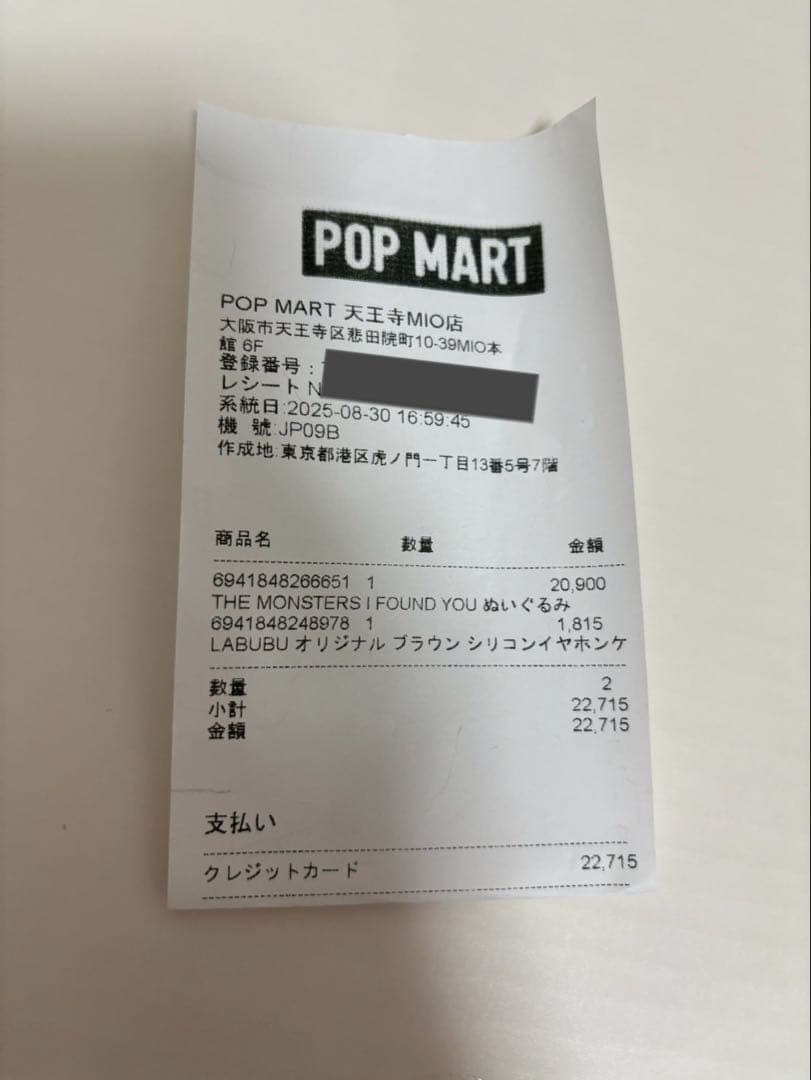 POP MART
POP MART 天王寺MIO店
大阪市天王寺区悲田院町10-39MIO本
館 6F
登録番号:
レシート N
系統日:2025-08-30 16:59:45
機 號:JP09B
作成地:東京都港区虎ノ門一丁目13番5号7階
商品名 数量 金額
6941848266651 1 20,900
THE MONSTERS I FOUND YOU ぬいぐるみ
6941848248978 1 1,815
LABUBU オリジナル ブラウン シリコンイヤホンケ
数量 2
小計 22,715
金額 22,715
支払い
クレジットカード 22,715